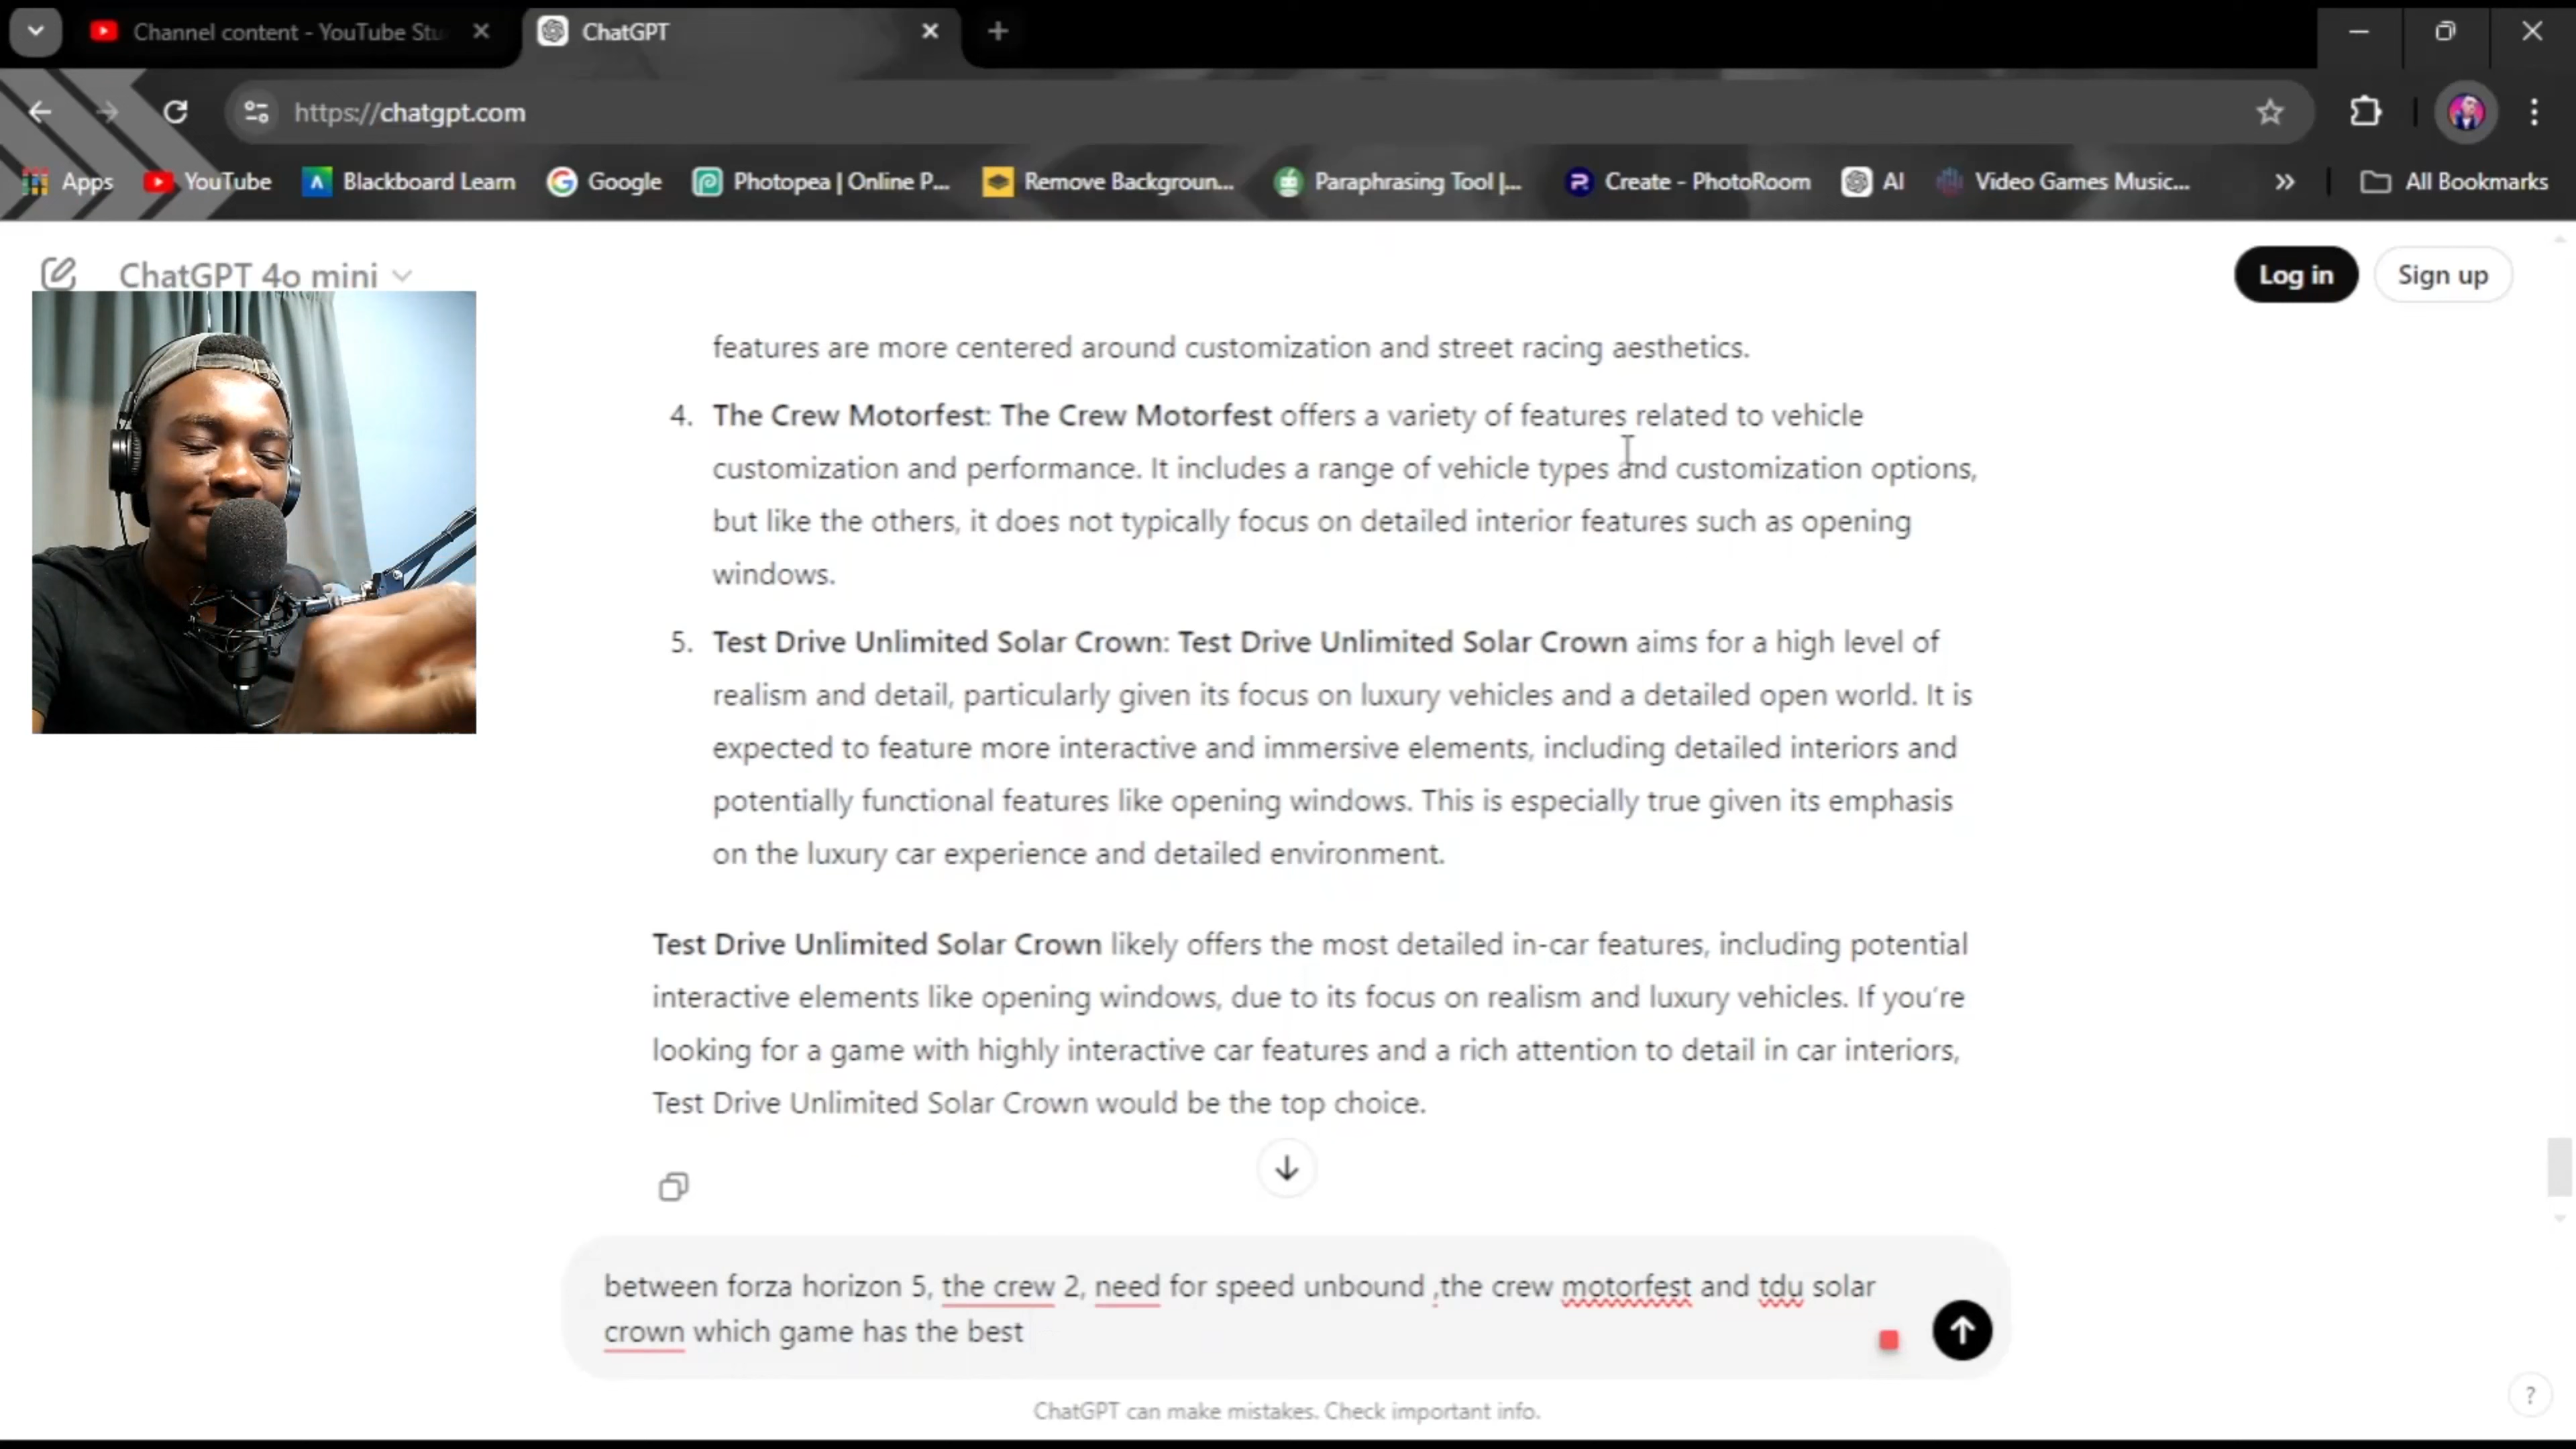 Channel content - YouTube Stu
ChatGPT
https://chatgpt.com
Apps
YouTube
Blackboard Learn
Google
Photopea | Online P...
Remove Backgroun...
Paraphrasing Tool |...
Create - PhotoRoom
AI
Video Games Music...
All Bookmarks
ChatGPT 4o mini
Log in
Sign up
features are more centered around customization and street racing aesthetics.
4. The Crew Motorfest: The Crew Motorfest offers a variety of features related to vehicle
customization and performance. It includes a range of vehicle types and customization options,
but like the others, it does not typically focus on detailed interior features such as opening
windows.
5. Test Drive Unlimited Solar Crown: Test Drive Unlimited Solar Crown aims for a high level of
realism and detail, particularly given its focus on luxury vehicles and a detailed open world. It is
expected to feature more interactive and immersive elements, including detailed interiors and
potentially functional features like opening windows. This is especially true given its emphasis
on the luxury car experience and detailed environment.
Test Drive Unlimited Solar Crown likely offers the most detailed in-car features, including potential
interactive elements like opening windows, due to its focus on realism and luxury vehicles. If you're
looking for a game with highly interactive car features and a rich attention to detail in car interiors,
Test Drive Unlimited Solar Crown would be the top choice.
between forza horizon 5, the crew 2, need for speed unbound ,the crew motorfest and tdu solar
crown which game has the best
ChatGPT can make mistakes. Check important info.
?